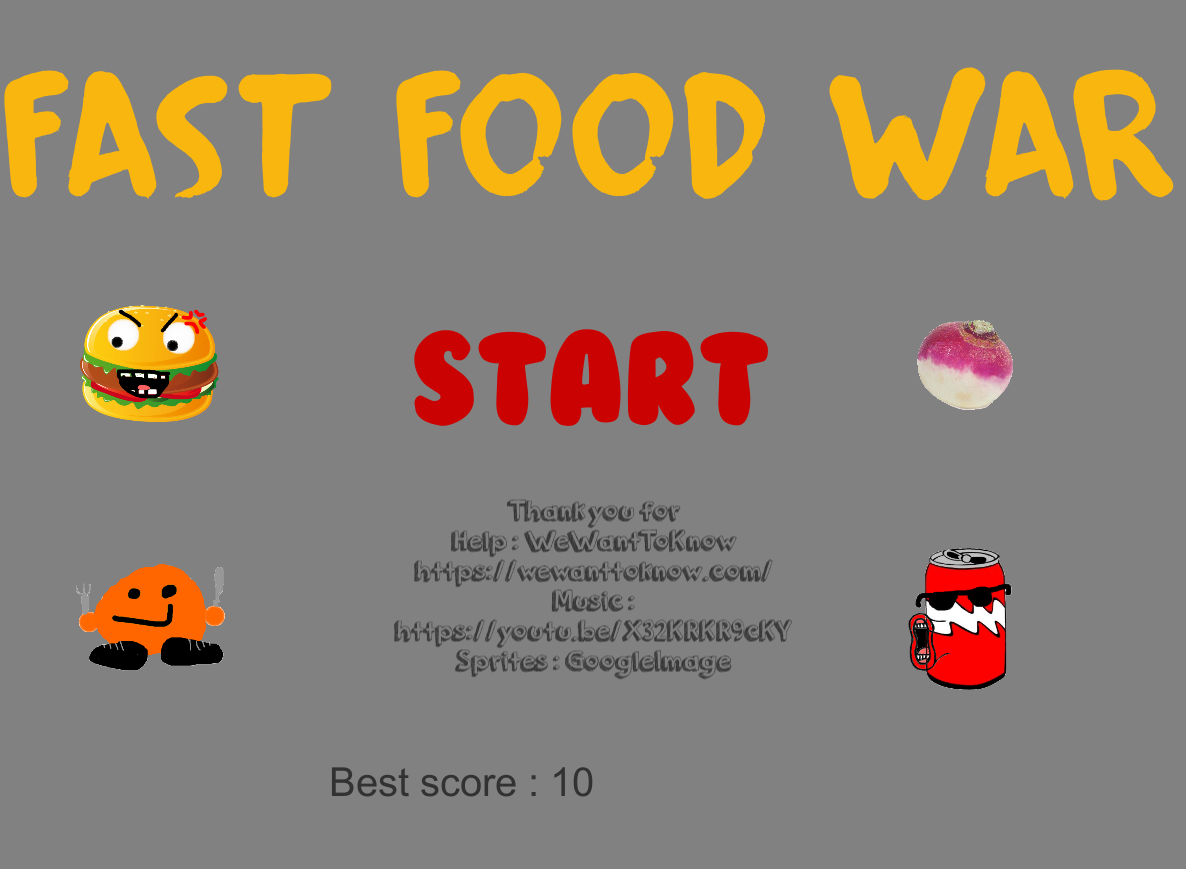 FAST FOOD WAR
START
Thank you for
Help : WeWantToKnow
https://wewanttoknow.com/
Music :
https://youtu.be/X32KRKR9cKY
Sprites : GoogleImage
Best score : 10